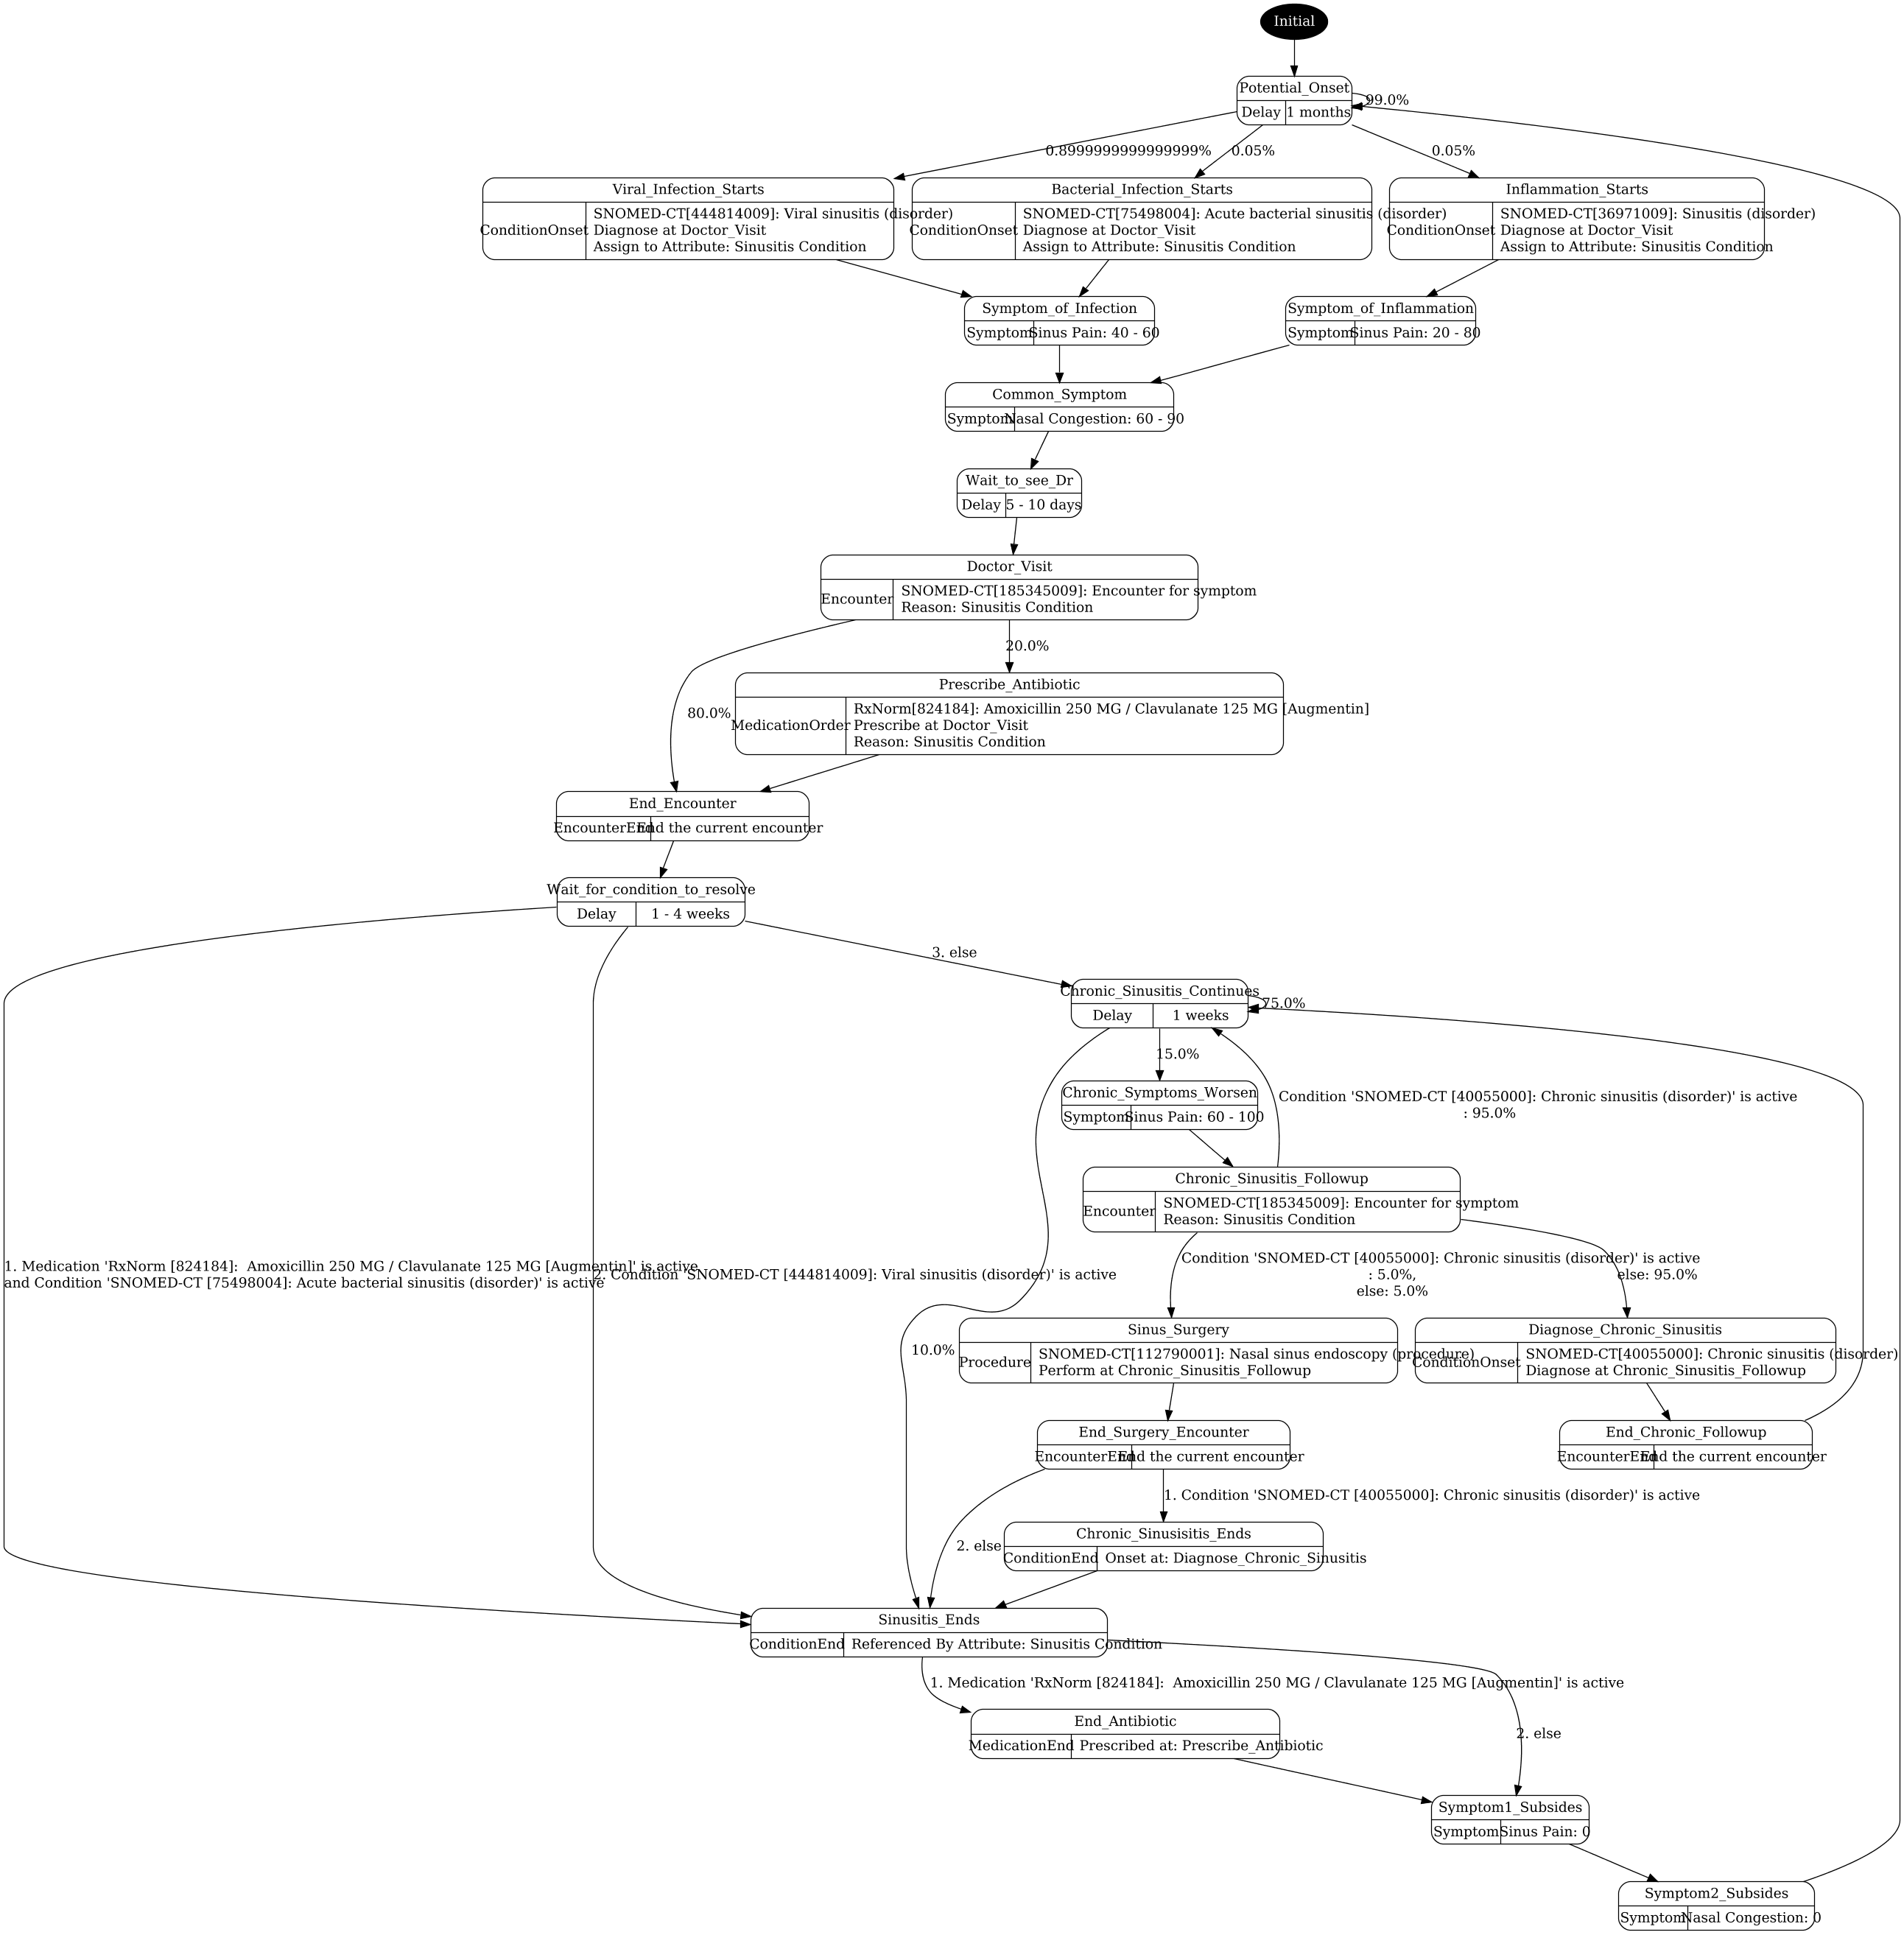 Initial
Potential_Onset
Delay
1 months
99.0%
0.8999999999999999%
0.05%
0.05%
Viral_Infection_Starts
ConditionOnset
SNOMED-CT[444814009]: Viral sinusitis (disorder)
Diagnose at Doctor_Visit
Assign to Attribute: Sinusitis Condition
Bacterial_Infection_Starts
ConditionOnset
SNOMED-CT[75498004]: Acute bacterial sinusitis (disorder)
Diagnose at Doctor_Visit
Assign to Attribute: Sinusitis Condition
Inflammation_Starts
ConditionOnset
SNOMED-CT[36971009]: Sinusitis (disorder)
Diagnose at Doctor_Visit
Assign to Attribute: Sinusitis Condition
Symptom_of_Infection
Symptom
Sinus Pain: 40 - 60
Symptom_of_Inflammation
Symptom
Sinus Pain: 20 - 80
Common_Symptom
Symptom
Nasal Congestion: 60 - 90
Wait_to_see_Dr
Delay
5 - 10 days
Doctor_Visit
Encounter
SNOMED-CT[185345009]: Encounter for symptom
Reason: Sinusitis Condition
20.0%
80.0%
Prescribe_Antibiotic
MedicationOrder
RxNorm[824184]: Amoxicillin 250 MG / Clavulanate 125 MG [Augmentin]
Prescribe at Doctor_Visit
Reason: Sinusitis Condition
End_Encounter
EncounterEnd
End the current encounter
Wait_for_condition_to_resolve
Delay
1 - 4 weeks
3. else
Chronic_Sinusitis_Continues
Delay
1 weeks
75.0%
15.0%
Chronic_Symptoms_Worsen
Symptom
Sinus Pain: 60 - 100
Condition 'SNOMED-CT [40055000]: Chronic sinusitis (disorder)' is active
: 95.0%
Chronic_Sinusitis_Followup
Encounter
SNOMED-CT[185345009]: Encounter for symptom
Reason: Sinusitis Condition
1. Medication 'RxNorm [824184]:  Amoxicillin 250 MG / Clavulanate 125 MG [Augmentin]' is active
and Condition 'SNOMED-CT [75498004]: Acute bacterial sinusitis (disorder)' is active
2. Condition 'SNOMED-CT [444814009]: Viral sinusitis (disorder)' is active
Condition 'SNOMED-CT [40055000]: Chronic sinusitis (disorder)' is active
: 5.0%,
else: 5.0%
else: 95.0%
10.0%
Sinus_Surgery
Procedure
SNOMED-CT[112790001]: Nasal sinus endoscopy (procedure)
Perform at Chronic_Sinusitis_Followup
Diagnose_Chronic_Sinusitis
ConditionOnset
SNOMED-CT[40055000]: Chronic sinusitis (disorder)
Diagnose at Chronic_Sinusitis_Followup
End_Surgery_Encounter
EncounterEnd
End the current encounter
End_Chronic_Followup
EncounterEnd
End the current encounter
1. Condition 'SNOMED-CT [40055000]: Chronic sinusitis (disorder)' is active
2. else
Chronic_Sinusisitis_Ends
ConditionEnd
Onset at: Diagnose_Chronic_Sinusitis
Sinusitis_Ends
ConditionEnd
Referenced By Attribute: Sinusitis Condition
1. Medication 'RxNorm [824184]:  Amoxicillin 250 MG / Clavulanate 125 MG [Augmentin]' is active
2. else
End_Antibiotic
MedicationEnd
Prescribed at: Prescribe_Antibiotic
Symptom1_Subsides
Symptom
Sinus Pain: 0
Symptom2_Subsides
Symptom
Nasal Congestion: 0